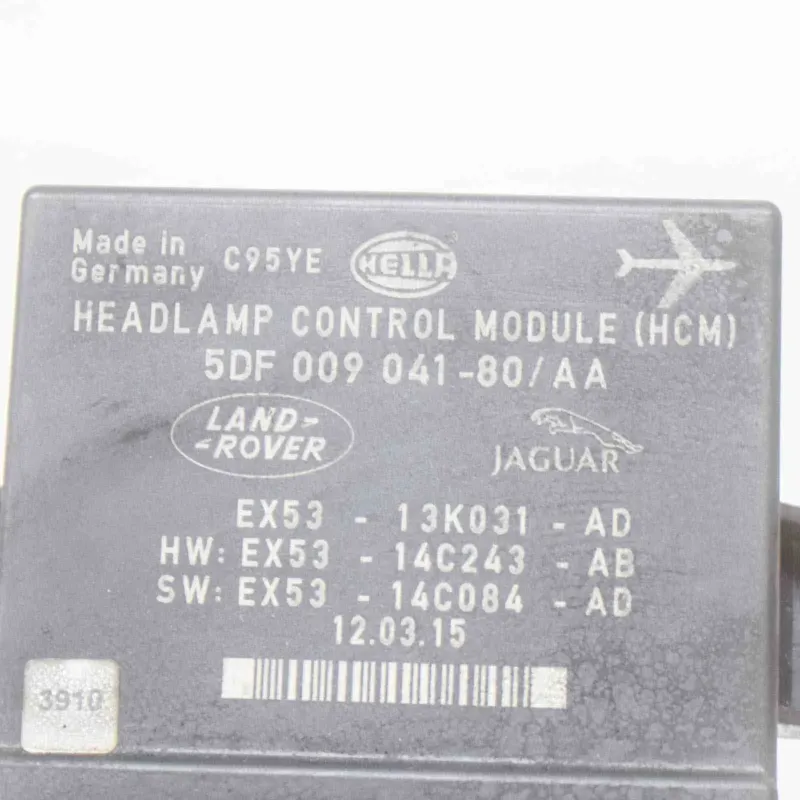 Made in
Germany C95YE HELLA
HEADLAMP CONTROL MODULE (HCM)
5DF 009 041-80/AA
LAND-
-ROVER
JAGUAR
EX53 - 13K031 - AD
HW: EX53 - 14C243 - AB
SW: EX53 - 14C084 - AD
12.03.15
3910